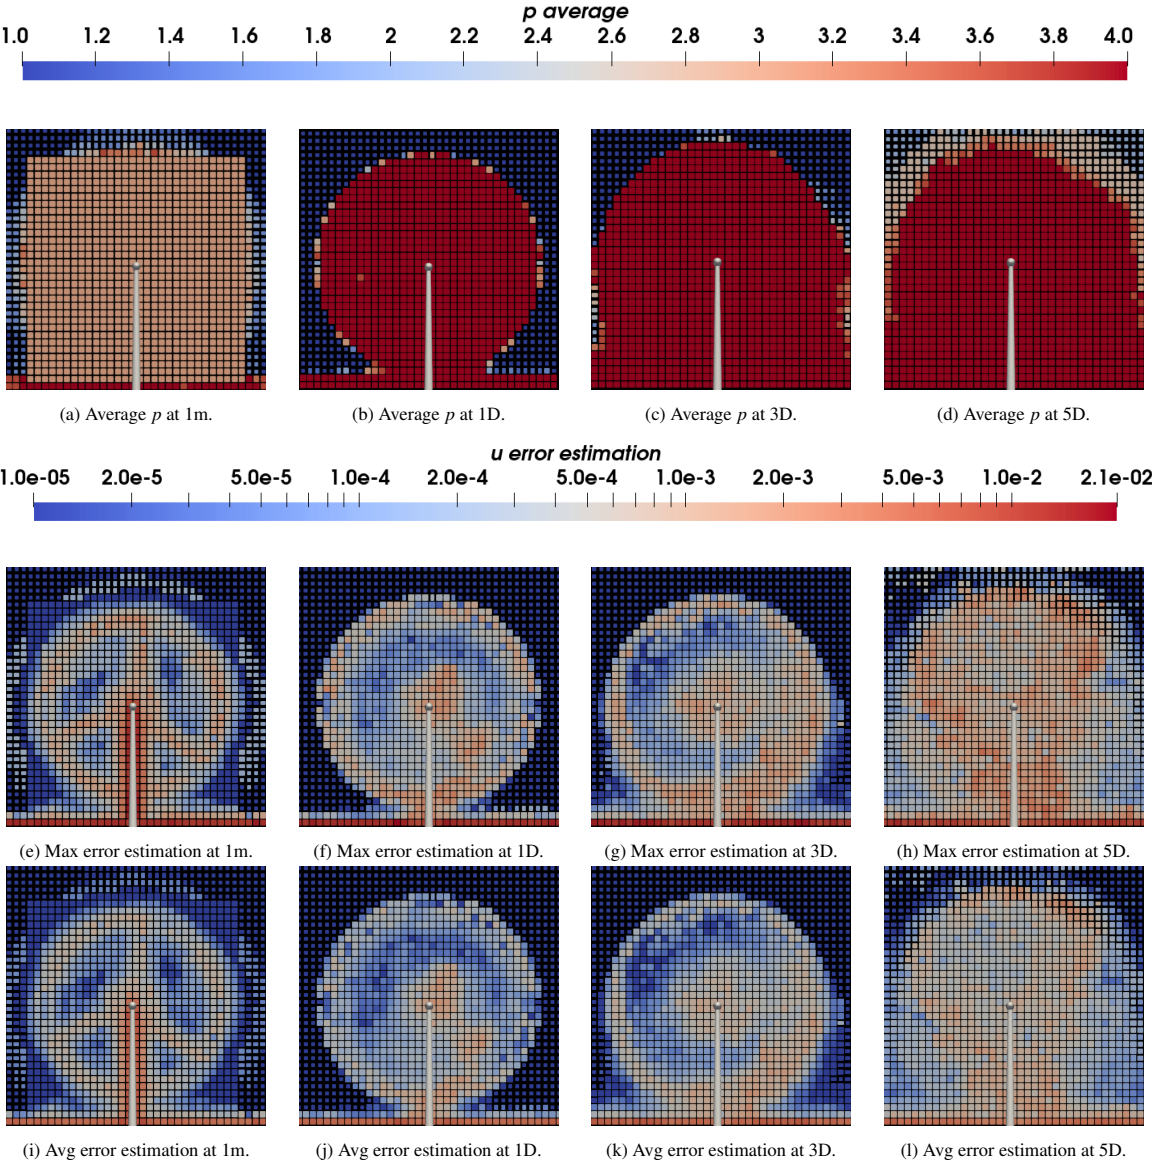 p average
1.0 1.2 1.4 1.6 1.8 2 2.2 2.4 2.6 2.8 3 3.2 3.4 3.6 3.8 4.0
(a) Average p at 1m. (b) Average p at 1D. (c) Average p at 3D. (d) Average p at 5D.
u error estimation
1.0e-05 2.0e-5 5.0e-5 1.0e-4 2.0e-4 5.0e-4 1.0e-3 2.0e-3 5.0e-3 1.0e-2 2.1e-02
(e) Max error estimation at 1m. (f) Max error estimation at 1D. (g) Max error estimation at 3D. (h) Max error estimation at 5D.
(i) Avg error estimation at 1m. (j) Avg error estimation at 1D. (k) Avg error estimation at 3D. (l) Avg error estimation at 5D.